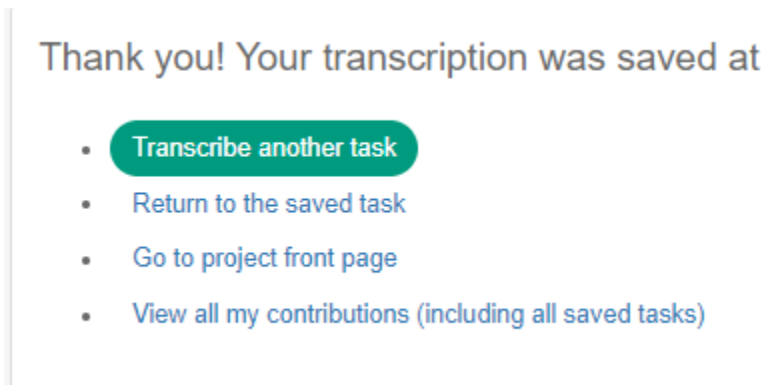 Thank you! Your transcription was saved at
Transcribe another task
Return to the saved task
Go to project front page
View all my contributions (including all saved tasks)